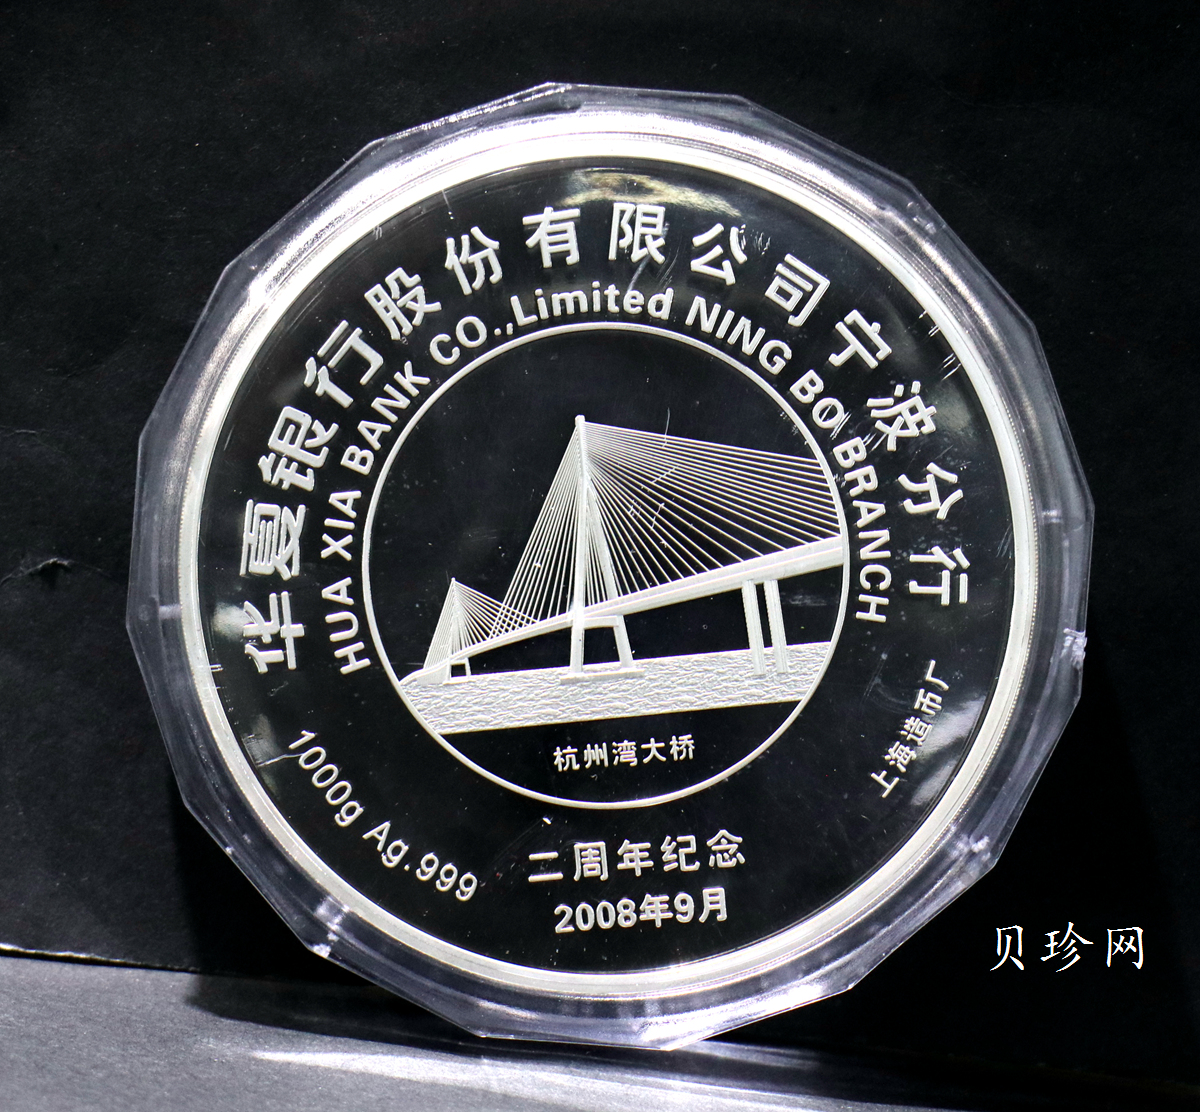 华夏银行股份有限公司宁波分行
HUA XIA BANK CO.,Limited NING BO BRANCH
杭州湾大桥
1000g Ag.999
上海造币厂
二周年纪念
2008年9月
贝珍网